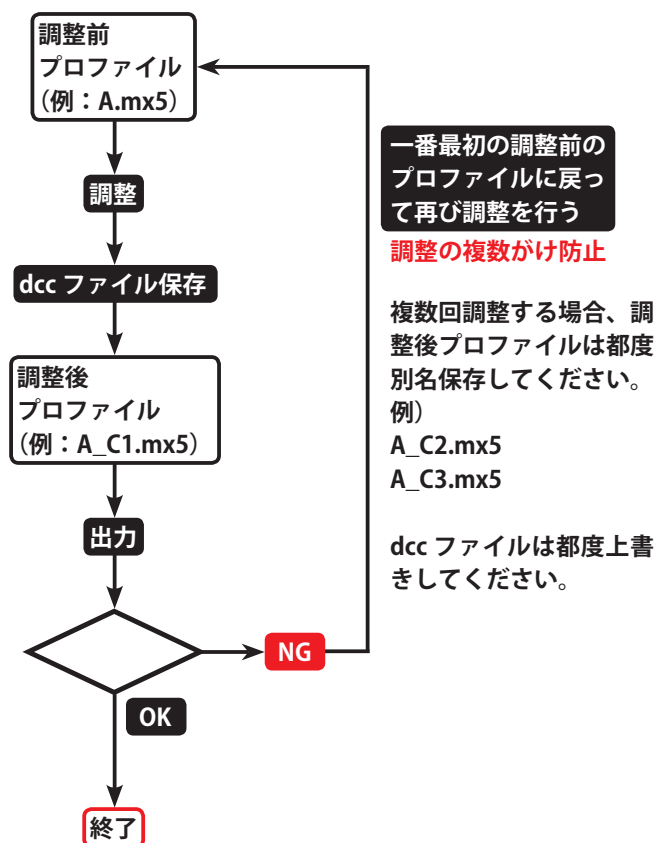 調整前
プロファイル
（例：A.mx5）
調整
dcc ファイル保存
調整後
プロファイル
（例：A_C1.mx5）
出力
NG
OK
終了
一番最初の調整前の
プロファイルに戻っ
て再び調整を行う
調整の複数がけ防止
複数回調整する場合、調
整後プロファイルは都度
別名保存してください。
例）
A_C2.mx5
A_C3.mx5
dcc ファイルは都度上書
きしてください。